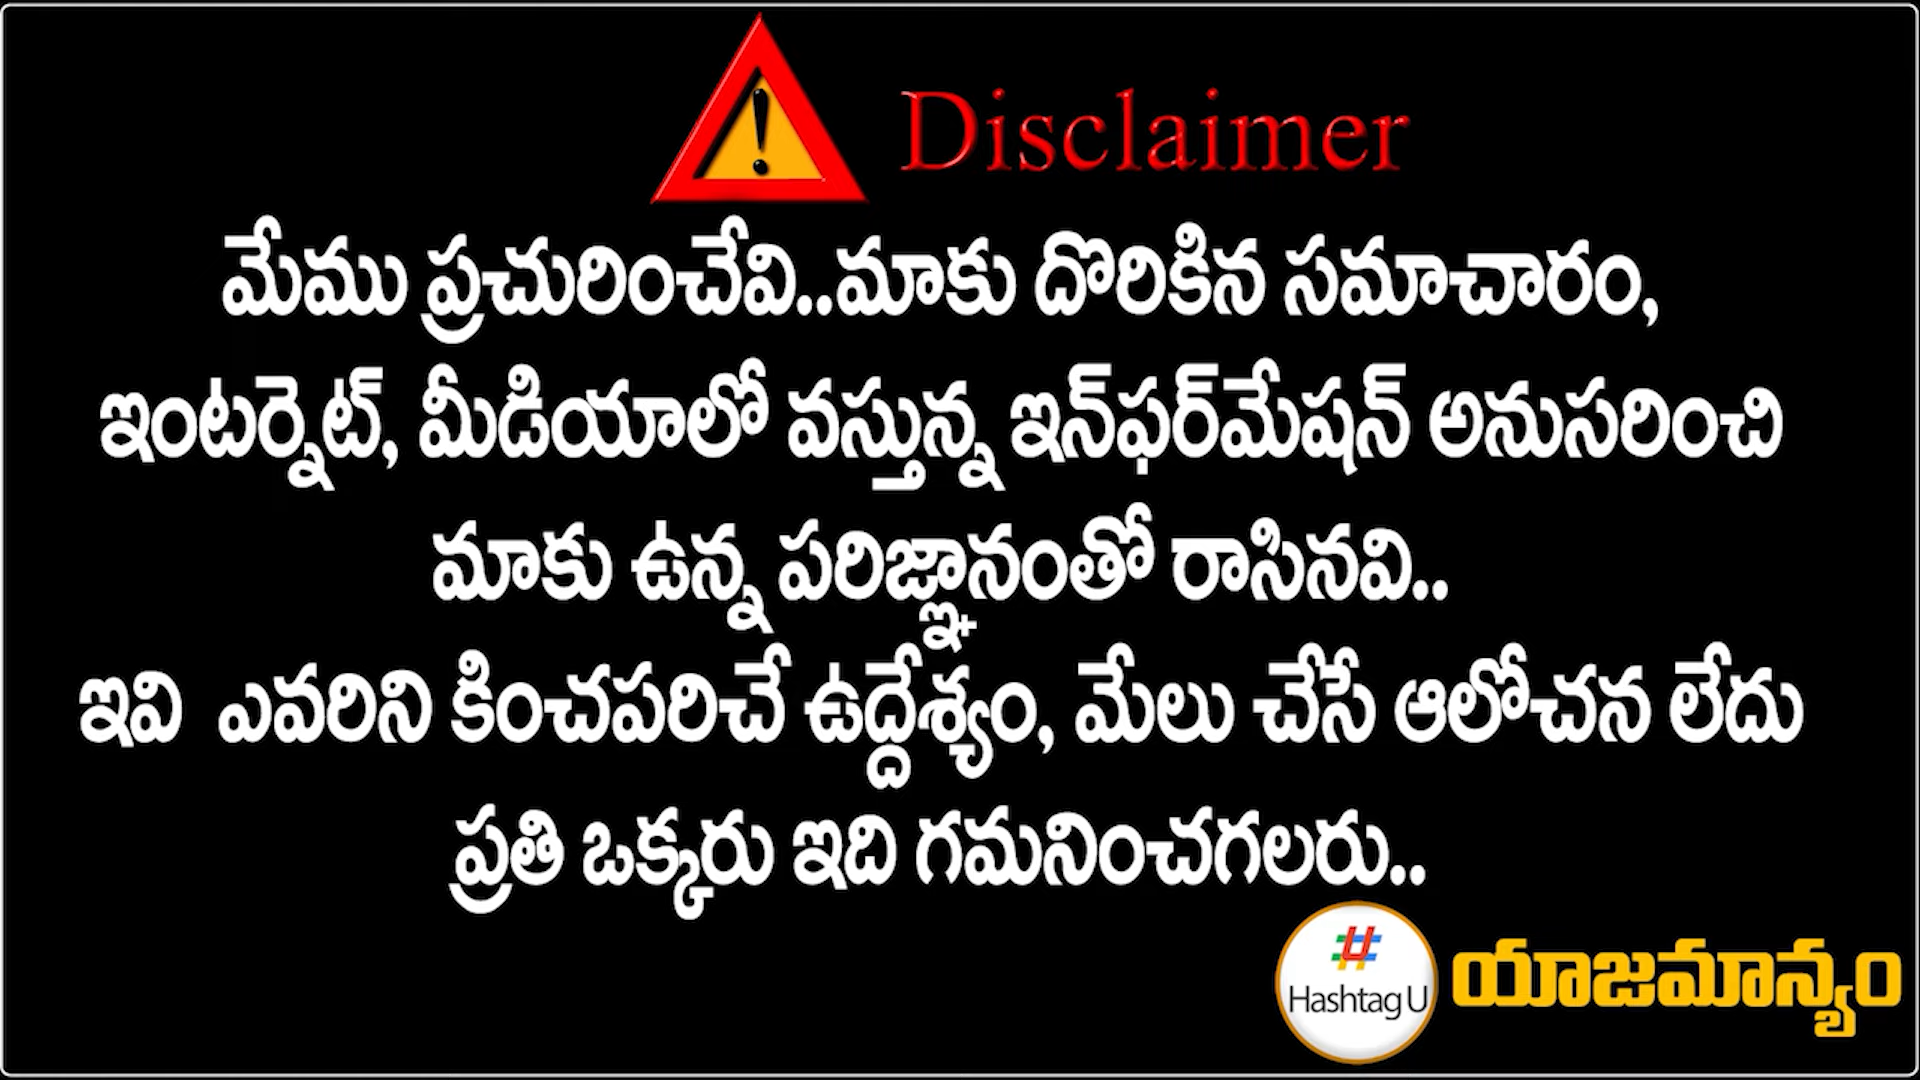 Disclaimer
మేము ప్రచురించేవి..మాకు దొరికిన సమాచారం,
ఇంటర్నెట్, మీడియాలో వస్తున్న ఇన్‌ఫర్‌మేషన్ అనుసరించి
మాకు ఉన్న పరిజ్ఞానంతో రాసినవి..
ఇవి ఎవరిని కించపరిచే ఉద్దేశ్యం, మేలు చేసే ఆలోచన లేదు
ప్రతి ఒక్కరు ఇది గమనించగలరు..
Hashtag U
యాజమాన్యం